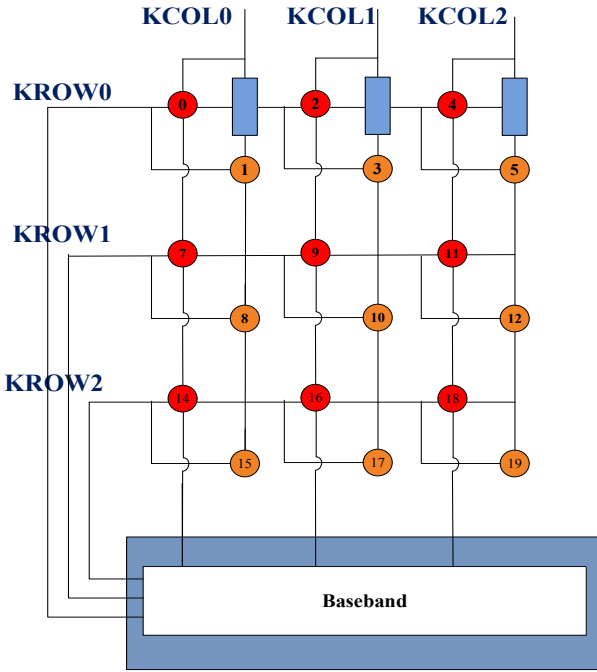 KCOL0 KCOL1 KCOL2
KROW0 0 2 4
1 3 5
KROW1 7 9 11
8 10 12
KROW2 14 16 18
15 17 19
Baseband